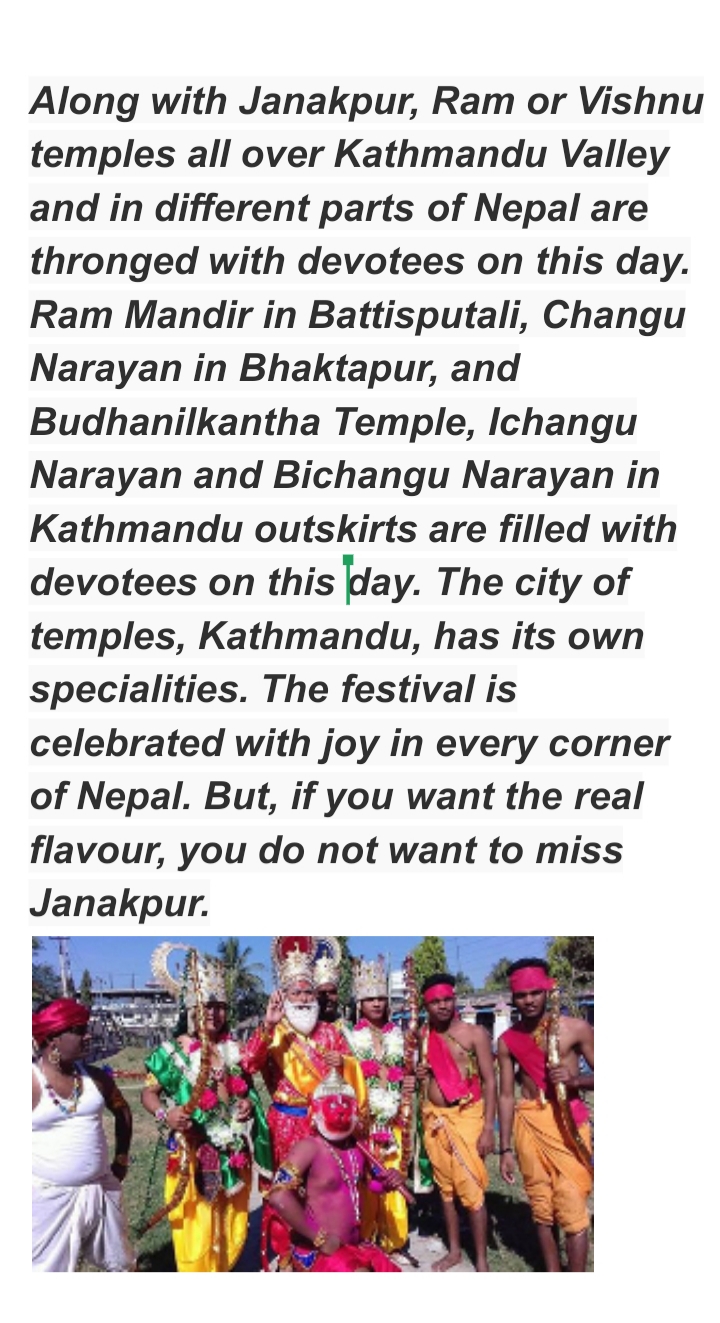 Along with Janakpur, Ram or Vishnu
temples all over Kathmandu Valley
and in different parts of Nepal are
thronged with devotees on this day.
Ram Mandir in Battisputali, Changu
Narayan in Bhaktapur, and
Budhanilkantha Temple, Ichangu
Narayan and Bichangu Narayan in
Kathmandu outskirts are filled with
devotees on this day. The city of
temples, Kathmandu, has its own
specialities. The festival is
celebrated with joy in every corner
of Nepal. But, if you want the real
flavour, you do not want to miss
Janakpur.